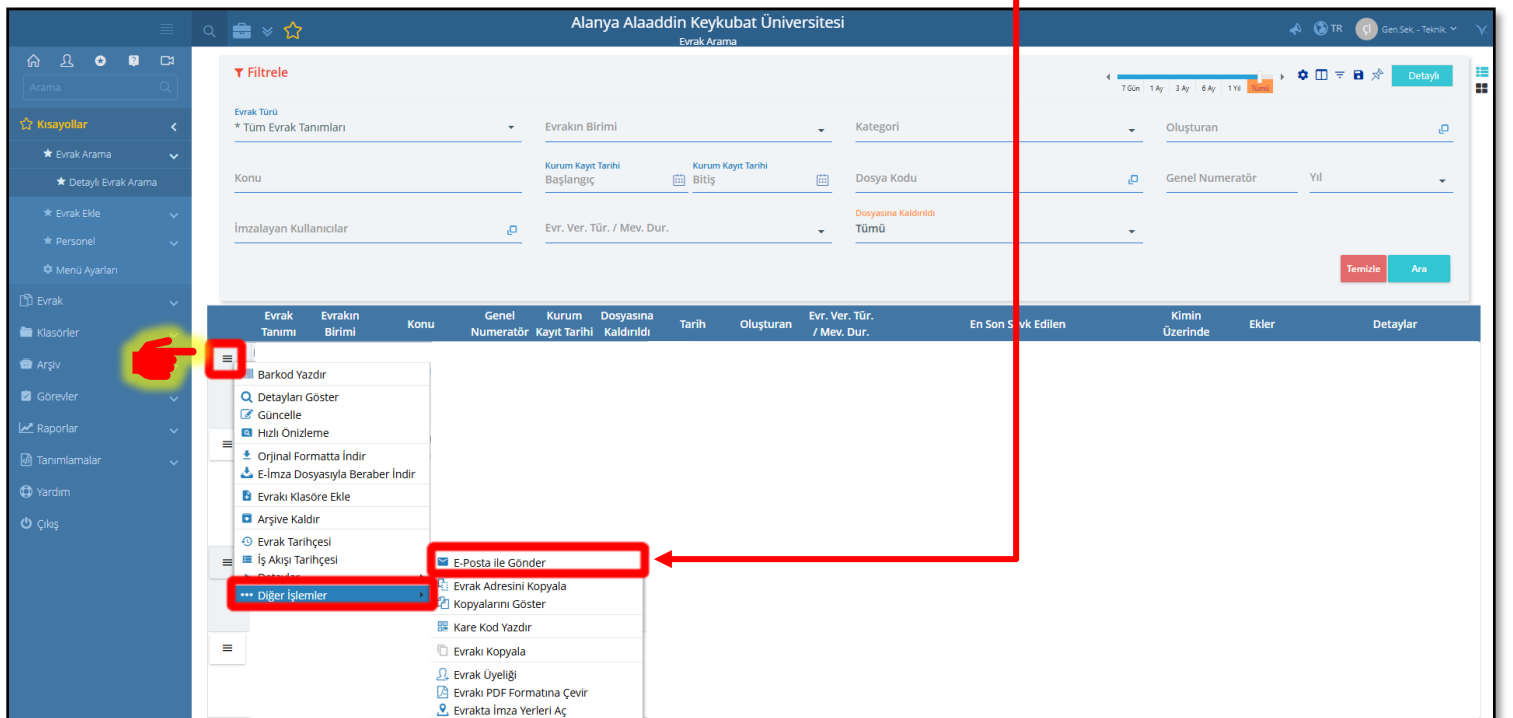 Alanya Alaaddin Keykubat Üniversitesi
Evrak Arama
TR
Çİ
Gen.Sek. - Teknik.
Arama
Kısayollar
Evrak Arama
Detaylı Evrak Arama
Evrak Ekle
Personel
Menü Ayarları
Evrak
Klasörler
Arşiv
Görevler
Raporlar
Tanımlamalar
Yardım
Çıkış
Filtrele
7 Gün 1 Ay 3 Ay 6 Ay 1 Yıl Tümü
Detaylı
Evrak Türü
* Tüm Evrak Tanımları
Evrakın Birimi
Kategori
Oluşturan
Konu
Kurum Kayıt Tarihi
Başlangıç
Kurum Kayıt Tarihi
Bitiş
Dosya Kodu
Genel Numeratör
Yıl
İmzalayan Kullanıcılar
Evr. Ver. Tür. / Mev. Dur.
Dosyasına Kaldırıldı
Tümü
Temizle
Ara
Evrak Tanımı
Evrakın Birimi
Konu
Genel Numeratör
Kurum Kayıt Tarihi
Dosyasına Kaldırıldı
Tarih
Oluşturan
Evr. Ver. Tür. / Mev. Dur.
En Son S vk Edilen
Kimin Üzerinde
Ekler
Detaylar
Barkod Yazdır
Detayları Göster
Güncelle
Hızlı Önizleme
Orjinal Formatta İndir
E-İmza Dosyasıyla Beraber İndir
Evrakı Klasöre Ekle
Arşive Kaldır
Evrak Tarihçesi
İş Akışı Tarihçesi
Detaylar
Diğer İşlemler
E-Posta ile Gönder
Evrak Adresini Kopyala
Kopyalarını Göster
Kare Kod Yazdır
Evrakı Kopyala
Evrak Üyeliği
Evrakı PDF Formatına Çevir
Evrakta İmza Yerleri Aç